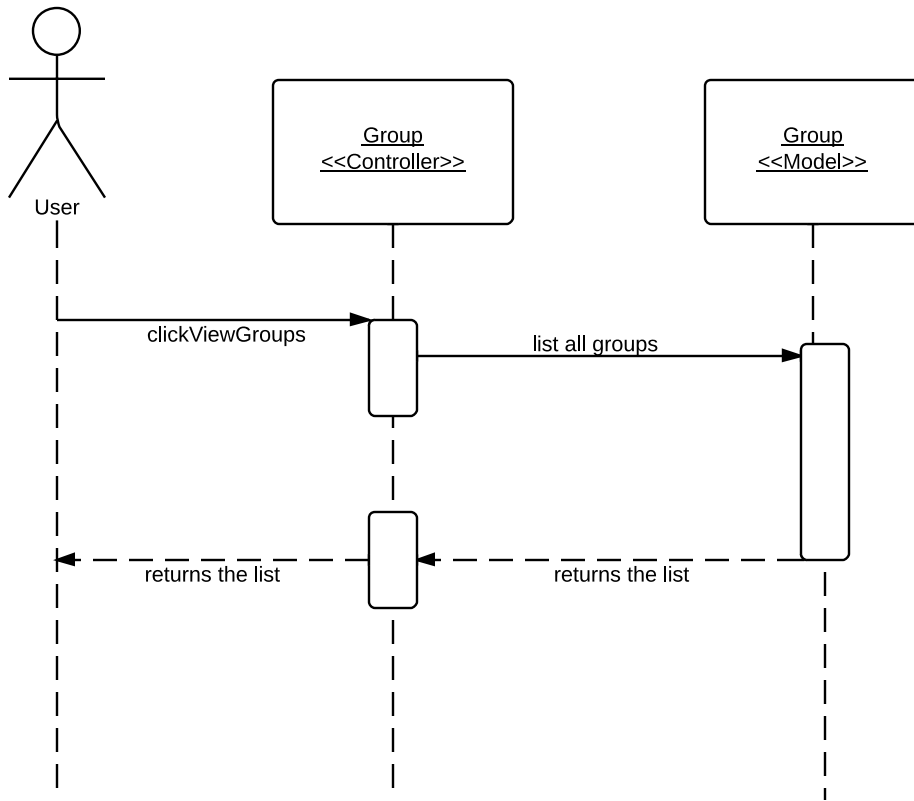 User
Group
<<Controller>>
Group
<<Model>>
clickViewGroups
list all groups
returns the list
returns the list